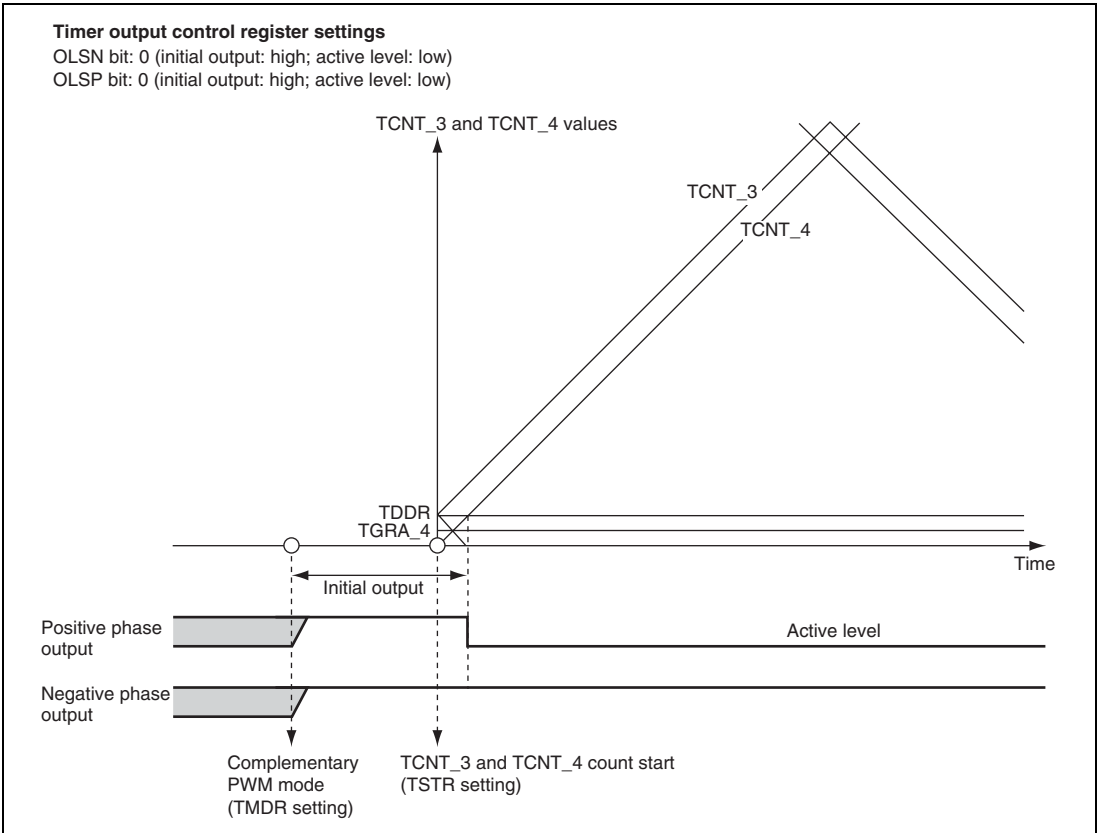 Timer output control register settings
OLSN bit: 0 (initial output: high; active level: low)
OLSP bit: 0 (initial output: high; active level: low)
TCNT_3 and TCNT_4 values
TCNT_3
TCNT_4
TDDR
TGRA_4
Time
Initial output
Positive phase
output
Active level
Negative phase
output
Complementary
PWM mode
(TMDR setting)
TCNT_3 and TCNT_4 count start
(TSTR setting)